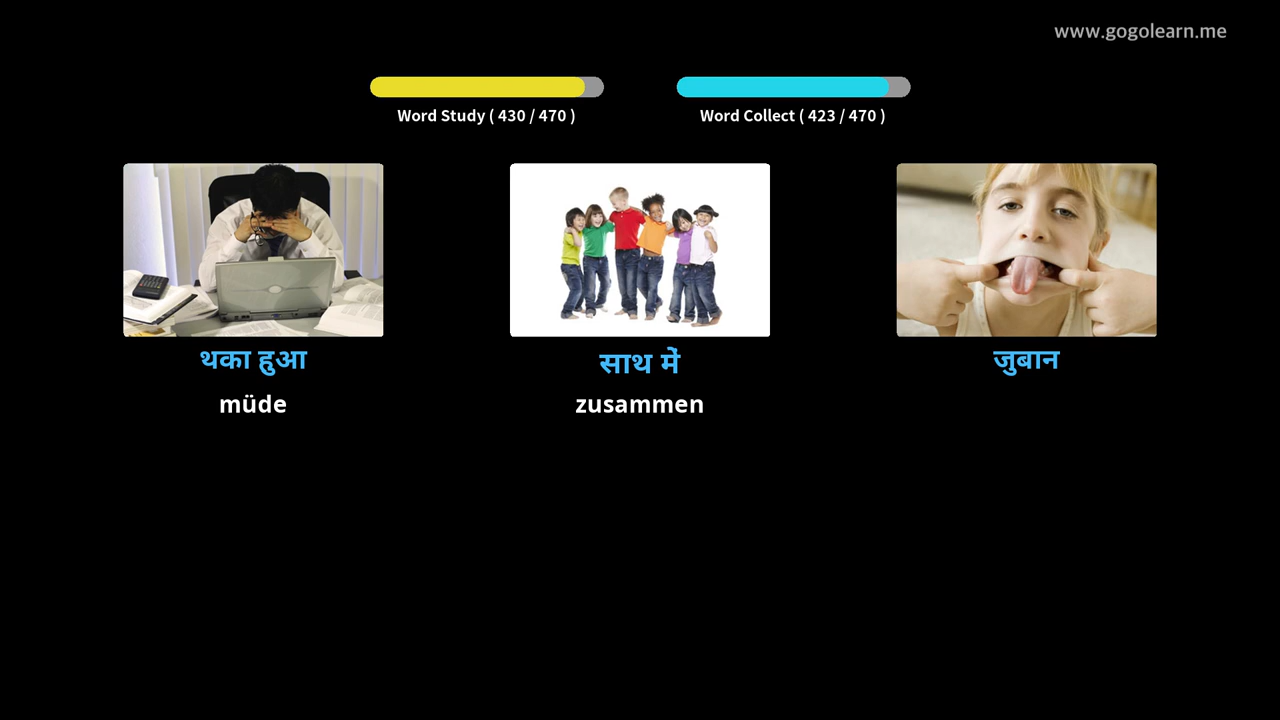 www.gogolearn.me
Word Study ( 430 / 470 )
Word Collect ( 423 / 470 )
थका हुआ
साथ में
जुबान
müde
zusammen